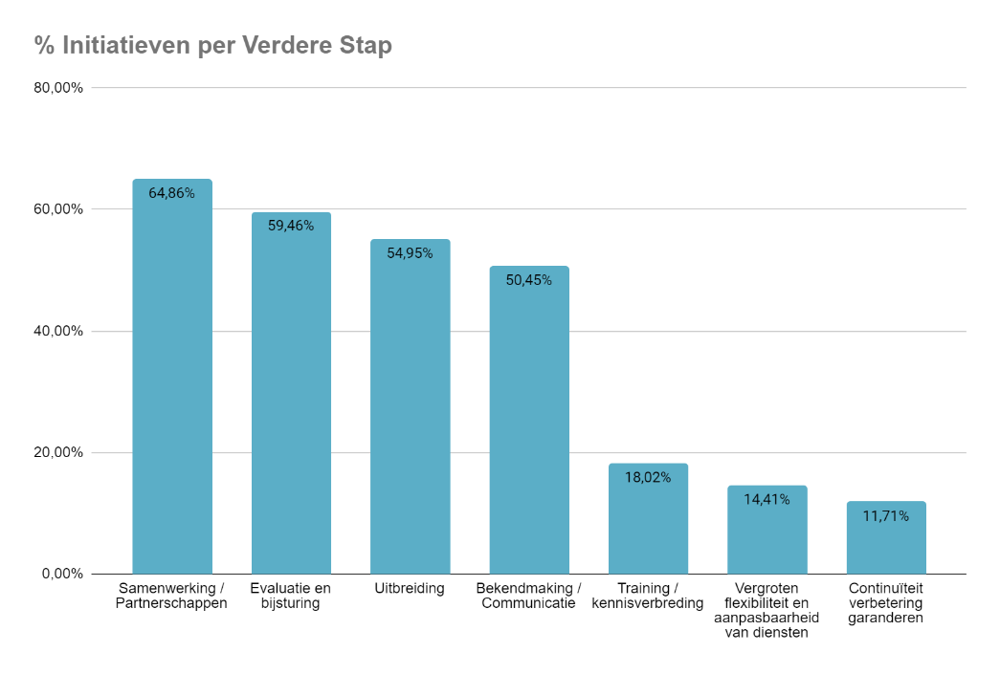 % Initiatieven per Verdere Stap
80,00%
60,00%
40,00%
20,00%
0,00%
64,86%
59,46%
54,95%
50,45%
18,02%
14,41%
11,71%
Samenwerking /
Partnerschappen
Evaluatie en
bijsturing
Uitbreiding
Bekendmaking /
Communicatie
Training /
kennisverbreding
Vergroten
flexibiliteit en
aanpasbaarheid
van diensten
Continuïteit
verbetering
garanderen